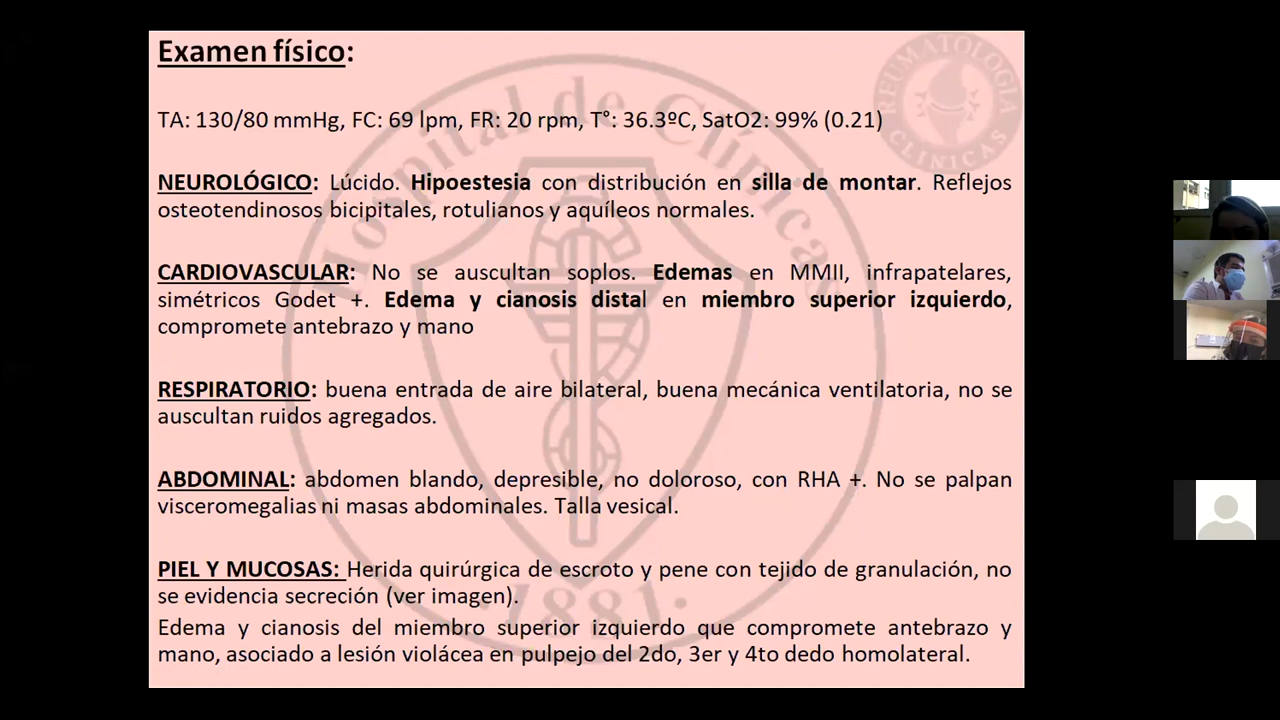 Examen físico:
TA: 130/80 mmHg, FC: 69 lpm, FR: 20 rpm, T°: 36.3ºC, SatO2: 99% (0.21)
NEUROLÓGICO: Lúcido. Hipoestesia con distribución en silla de montar. Reflejos
osteotendinosos bicipitales, rotulianos y aquíleos normales.
CARDIOVASCULAR: No se auscultan soplos. Edemas en MMII, infrapatelares,
simétricos Godet +. Edema y cianosis distal en miembro superior izquierdo,
compromete antebrazo y mano
RESPIRATORIO: buena entrada de aire bilateral, buena mecánica ventilatoria, no se
auscultan ruidos agregados.
ABDOMINAL: abdomen blando, depresible, no doloroso, con RHA +. No se palpan
visceromegalias ni masas abdominales. Talla vesical.
PIEL Y MUCOSAS: Herida quirúrgica de escroto y pene con tejido de granulación, no
se evidencia secreción (ver imagen).
Edema y cianosis del miembro superior izquierdo que compromete antebrazo y
mano, asociado a lesión violácea en pulpejo del 2do, 3er y 4to dedo homolateral.
Hospital de Clínicas
·1881·
REUMATOLOGÍA
CLINICAS